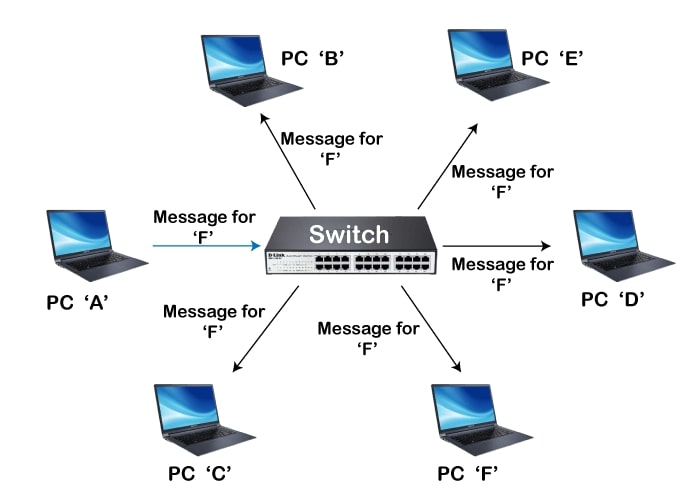 PC ‘B’
PC ‘E’
Message for
‘F’
Message for
‘F’
Message for
‘F’
Switch
D-Link
Message for
‘F’
PC ‘A’
PC ‘D’
Message for
‘F’
Message for
‘F’
PC ‘C’
PC ‘F’